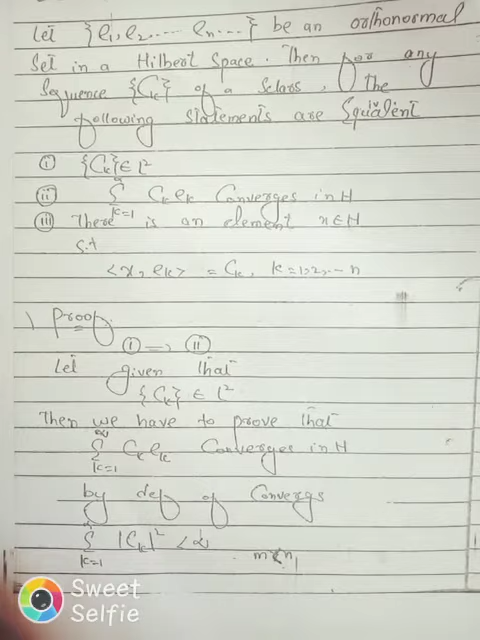 Let {e1, e2.... en...} be an orthonormal
Set in a Hilbert Space. Then for any
Sequence {Ck} of a Sclars, The
following Statements are Equivalent
(i) {Ck} ∈ l²
(ii) ∞ Σ k=1 Ck ek Converges in H
(iii) There is an element x∈H
S.t
<x, ek> = Ck, k=1,2,... n
Proof
(i) => (ii)
Let given that
{Ck} ∈ l²
Then we have to prove that
∞ Σ k=1 Ck ek Converges in H
by def of Convergs
∞ Σ k=1 |Ck|² < ∞
m<n
Sweet
Selfie